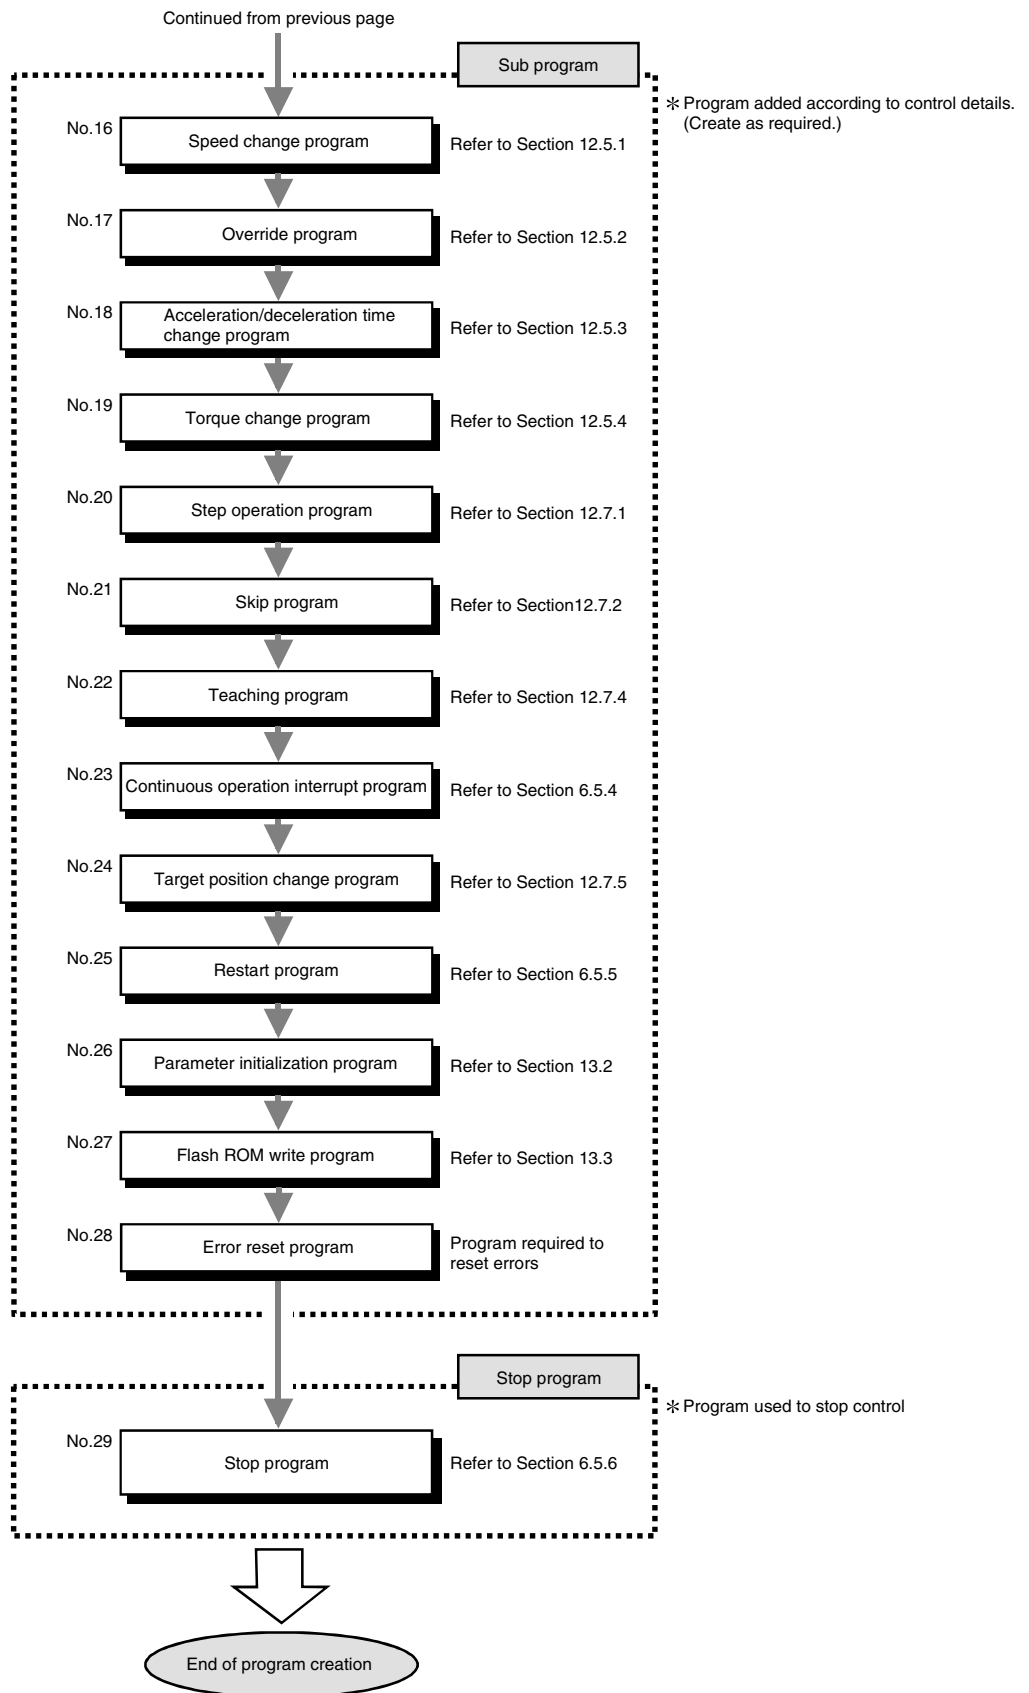 Continued from previous page
Sub program
* Program added according to control details.
(Create as required.)
No.16
Speed change program
Refer to Section 12.5.1
No.17
Override program
Refer to Section 12.5.2
No.18
Acceleration/deceleration time
change program
Refer to Section 12.5.3
No.19
Torque change program
Refer to Section 12.5.4
No.20
Step operation program
Refer to Section 12.7.1
No.21
Skip program
Refer to Section12.7.2
No.22
Teaching program
Refer to Section 12.7.4
No.23
Continuous operation interrupt program
Refer to Section 6.5.4
No.24
Target position change program
Refer to Section 12.7.5
No.25
Restart program
Refer to Section 6.5.5
No.26
Parameter initialization program
Refer to Section 13.2
No.27
Flash ROM write program
Refer to Section 13.3
No.28
Error reset program
Program required to
reset errors
Stop program
* Program used to stop control
No.29
Stop program
Refer to Section 6.5.6
End of program creation